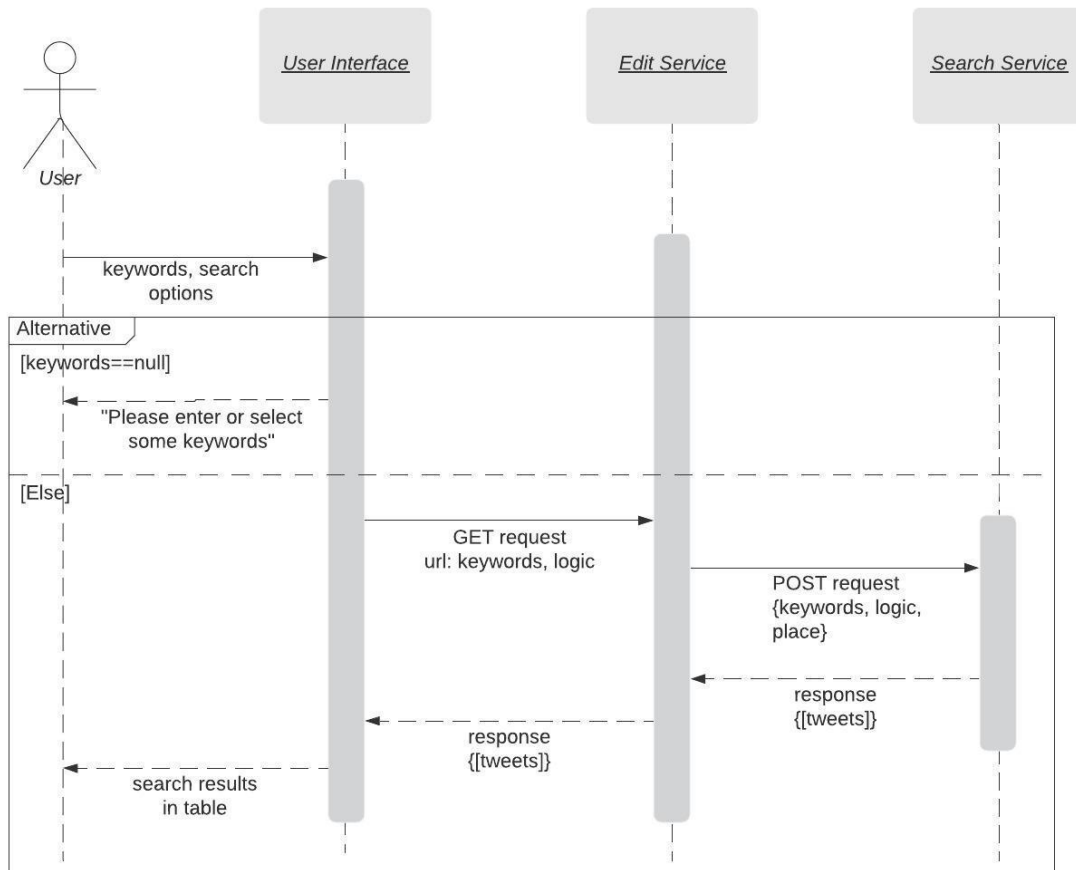 User Interface
Edit Service
Search Service
User
keywords, search
options
Alternative
[keywords==null]
"Please enter or select
some keywords"
[Else]
GET request
url: keywords, logic
POST request
{keywords, logic,
place}
response
{[tweets]}
response
{[tweets]}
search results
in table